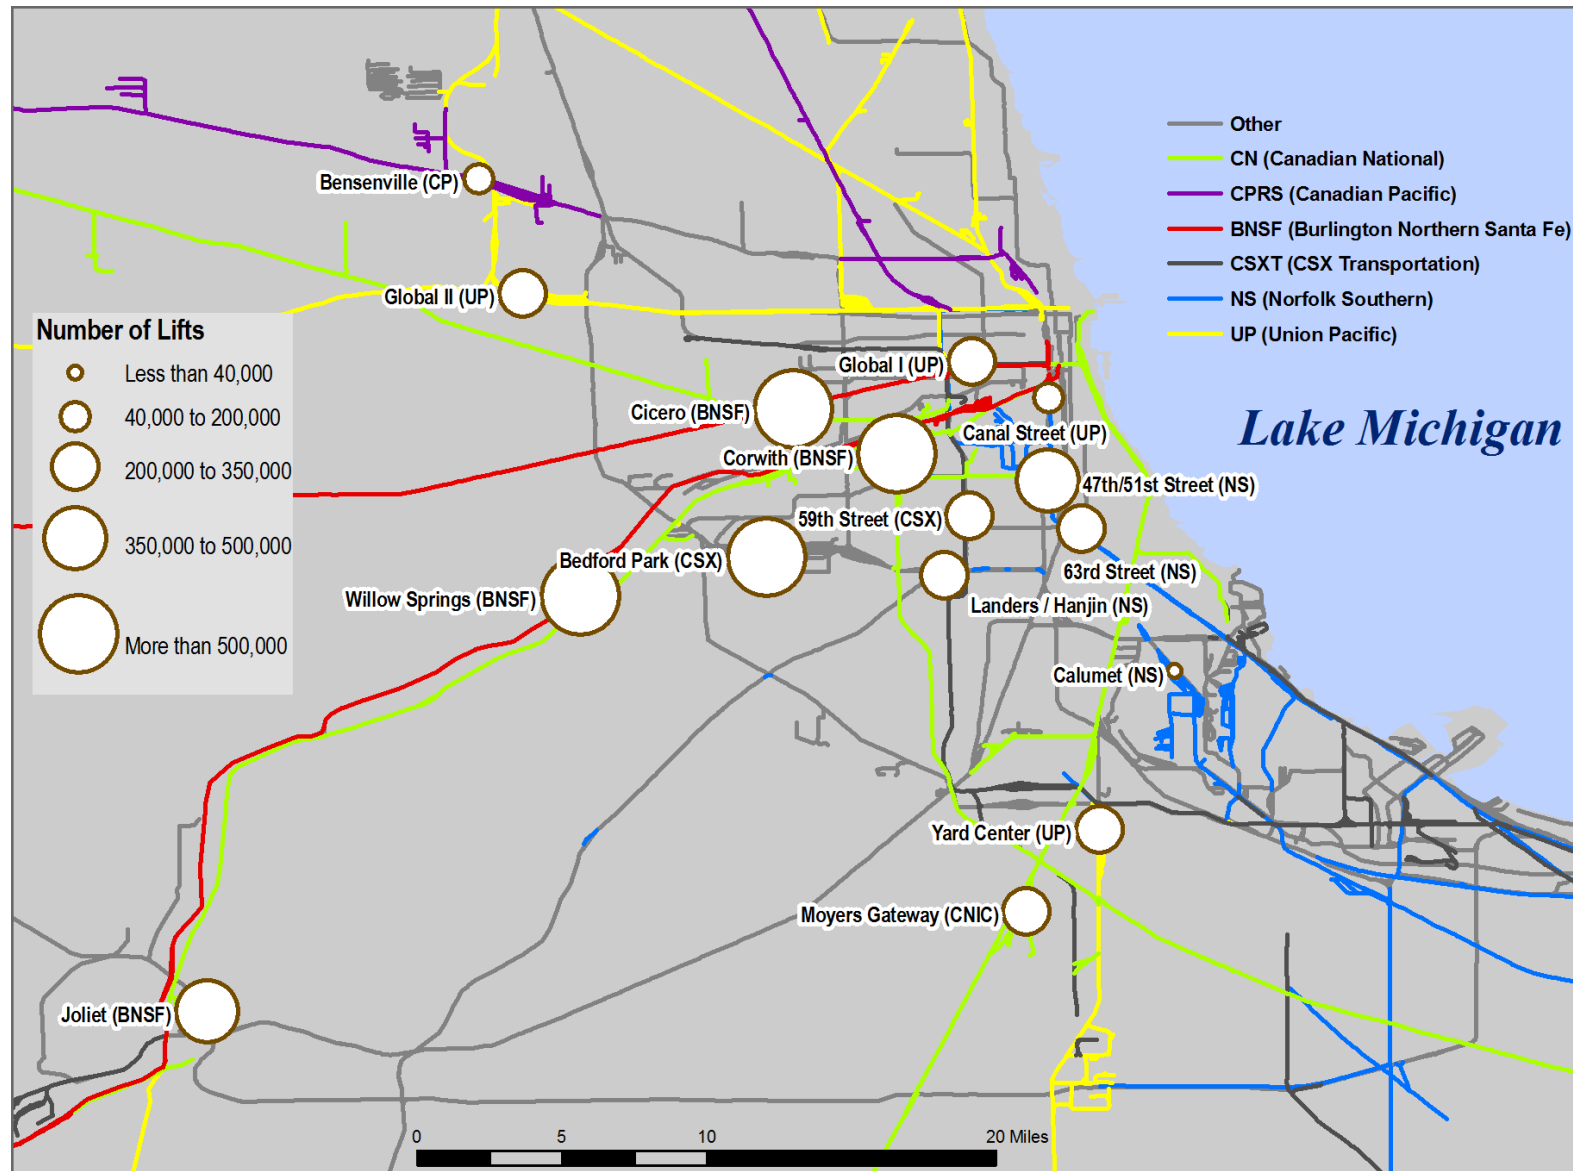 Other
CN (Canadian National)
CPRS (Canadian Pacific)
BNSF (Burlington Northern Santa Fe)
CSXT (CSX Transportation)
NS (Norfolk Southern)
UP (Union Pacific)
Bensenville (CP)
Global II (UP)
Number of Lifts
Less than 40,000
40,000 to 200,000
200,000 to 350,000
350,000 to 500,000
More than 500,000
Global I (UP)
Cicero (BNSF)
Canal Street (UP)
Lake Michigan
Corwith (BNSF)
47th/51st Street (NS)
59th Street (CSX)
Bedford Park (CSX)
63rd Street (NS)
Willow Springs (BNSF)
Landers / Hanjin (NS)
Calumet (NS)
Yard Center (UP)
Moyers Gateway (CNIC)
Joliet (BNSF)
0 5 10 20 Miles